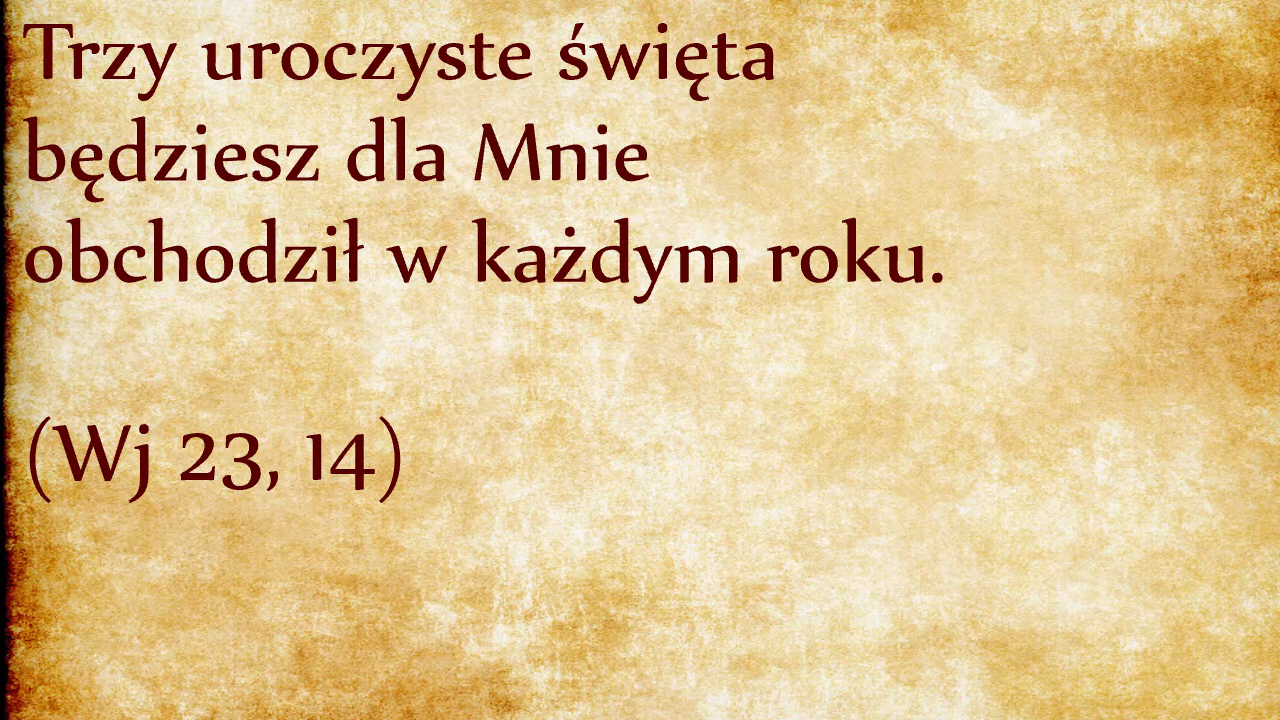 Trzy uroczyste święta
będziesz dla Mnie
obchodził w każdym roku.
(Wj 23, 14)